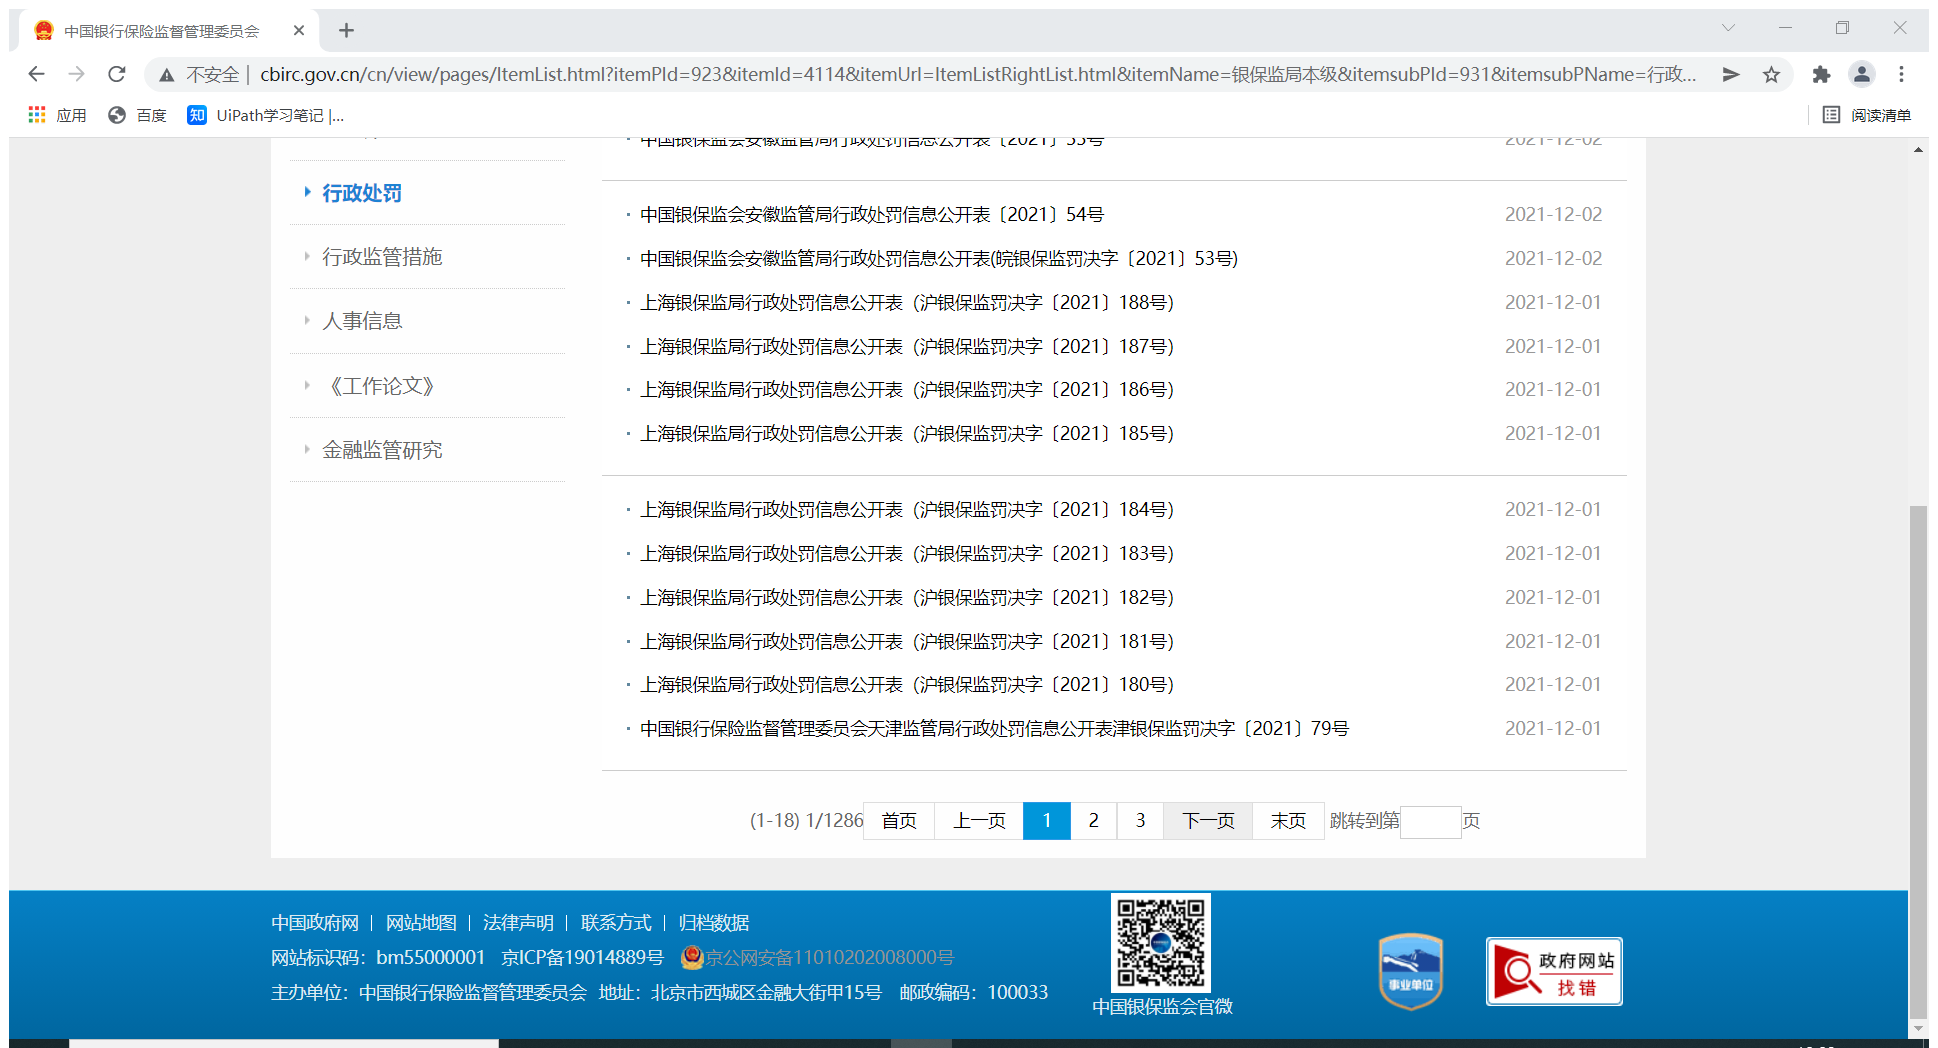 中国银行保险监督管理委员会
不安全 | cbirc.gov.cn/cn/view/pages/ItemList.html?itemPId=923&itemId=4114&itemUrl=ItemListRightList.html&itemName=银保监局本级&itemsubPId=931&itemsubPName=行政...
应用 百度 知 UiPath学习笔记 |... 阅读清单
中国银保监会安徽监管局行政处罚信息公开表〔2021〕55号 2021-12-02
行政处罚
行政监管措施
人事信息
《工作论文》
金融监管研究
中国银保监会安徽监管局行政处罚信息公开表〔2021〕54号 2021-12-02
中国银保监会安徽监管局行政处罚信息公开表(皖银保监罚决字〔2021〕53号) 2021-12-02
上海银保监局行政处罚信息公开表（沪银保监罚决字〔2021〕188号） 2021-12-01
上海银保监局行政处罚信息公开表（沪银保监罚决字〔2021〕187号） 2021-12-01
上海银保监局行政处罚信息公开表（沪银保监罚决字〔2021〕186号） 2021-12-01
上海银保监局行政处罚信息公开表（沪银保监罚决字〔2021〕185号） 2021-12-01
上海银保监局行政处罚信息公开表（沪银保监罚决字〔2021〕184号） 2021-12-01
上海银保监局行政处罚信息公开表（沪银保监罚决字〔2021〕183号） 2021-12-01
上海银保监局行政处罚信息公开表（沪银保监罚决字〔2021〕182号） 2021-12-01
上海银保监局行政处罚信息公开表（沪银保监罚决字〔2021〕181号） 2021-12-01
上海银保监局行政处罚信息公开表（沪银保监罚决字〔2021〕180号） 2021-12-01
中国银行保险监督管理委员会天津监管局行政处罚信息公开表津银保监罚决字〔2021〕79号 2021-12-01
(1-18) 1/1286 首页 上一页 1 2 3 下一页 末页 跳转到第 页
中国政府网 | 网站地图 | 法律声明 | 联系方式 | 归档数据
网站标识码：bm55000001 京ICP备19014889号 京公网安备11010202008000号
主办单位：中国银行保险监督管理委员会 地址：北京市西城区金融大街甲15号 邮政编码：100033
中国银保监会官微
事业单位
政府网站
找错